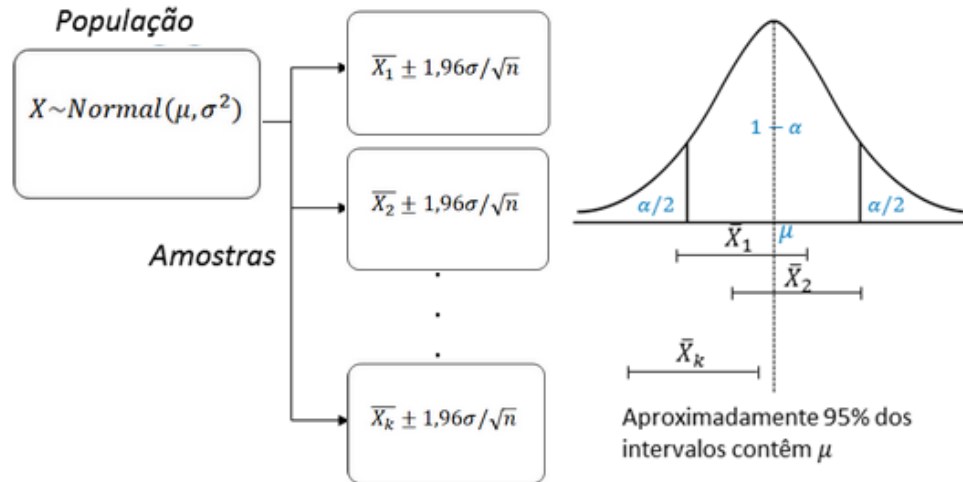 População
X~Normal(μ, σ²)
Amostras
X̅₁ ± 1,96σ/√n
X̅₂ ± 1,96σ/√n
.
.
.
X̅ₖ ± 1,96σ/√n
1 − α
α/2
α/2
μ
X̄₁
X̄₂
X̄ₖ
Aproximadamente 95% dos
intervalos contêm μ